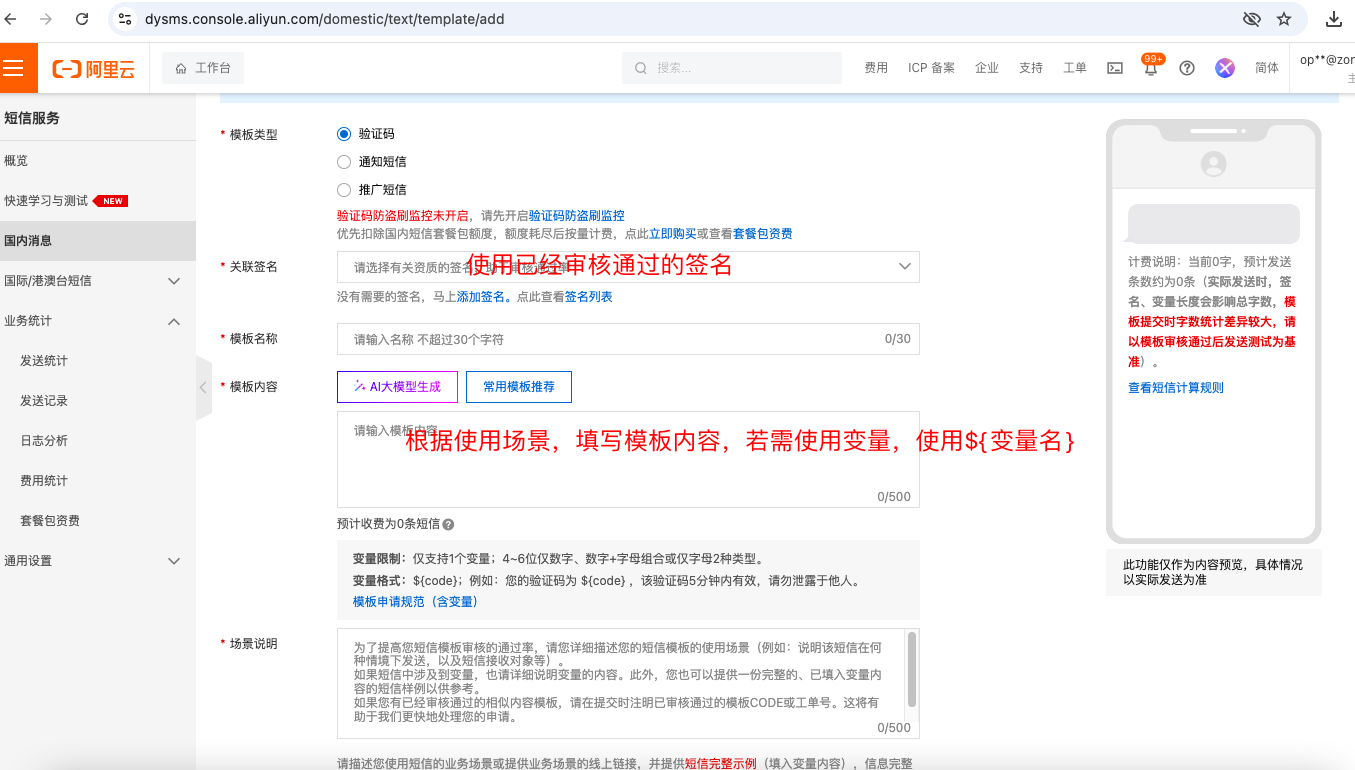 dysms.console.aliyun.com/domestic/text/template/add
阿里云
工作台
搜索...
费用
ICP 备案
企业
支持
工单
99+
简体
op**@zon
短信服务
概览
快速学习与测试 NEW
国内消息
国际/港澳台短信
业务统计
发送统计
发送记录
日志分析
费用统计
套餐包资费
通用设置
* 模板类型
验证码
通知短信
推广短信
验证码防盗刷监控未开启，请先开启验证码防盗刷监控
优先扣除国内短信套餐包额度，额度耗尽后按量计费，点此立即购买或查看套餐包资费
* 关联签名
请选择有关资质的签名
使用已经审核通过的签名
没有需要的签名，马上添加签名。点此查看签名列表
* 模板名称
请输入名称 不超过30个字符
0/30
* 模板内容
AI大模型生成
常用模板推荐
请输入模板内容
根据使用场景，填写模板内容，若需使用变量，使用${变量名}
0/500
预计收费为0条短信
变量限制：仅支持1个变量；4~6位仅数字、数字+字母组合或仅字母2种类型。
变量格式：${code}；例如：您的验证码为 ${code} ，该验证码5分钟内有效，请勿泄露于他人。
模板申请规范（含变量）
* 场景说明
为了提高您短信模板审核的通过率，请您详细描述您的短信模板的使用场景（例如：说明该短信在何
种情境下发送，以及短信接收对象等）。
如果短信中涉及到变量，也请详细说明变量的内容。此外，您也可以提供一份完整的、已填入变量内
容的短信样例以供参考。
如果您有已经审核通过的相似内容模板，请在提交时注明已审核通过的模板CODE或工单号。这将有
助于我们更快地处理您的申请。
0/500
请描述您使用短信的业务场景或提供业务场景的线上链接，并提供短信完整示例（填入变量内容），信息完整
计费说明：当前0字，预计发送
条数约为0条（实际发送时，签
名、变量长度会影响总字数，模
板提交时字数统计差异较大，请
以模板审核通过后发送测试为基
准）。
查看短信计算规则
此功能仅作为内容预览，具体情况
以实际发送为准